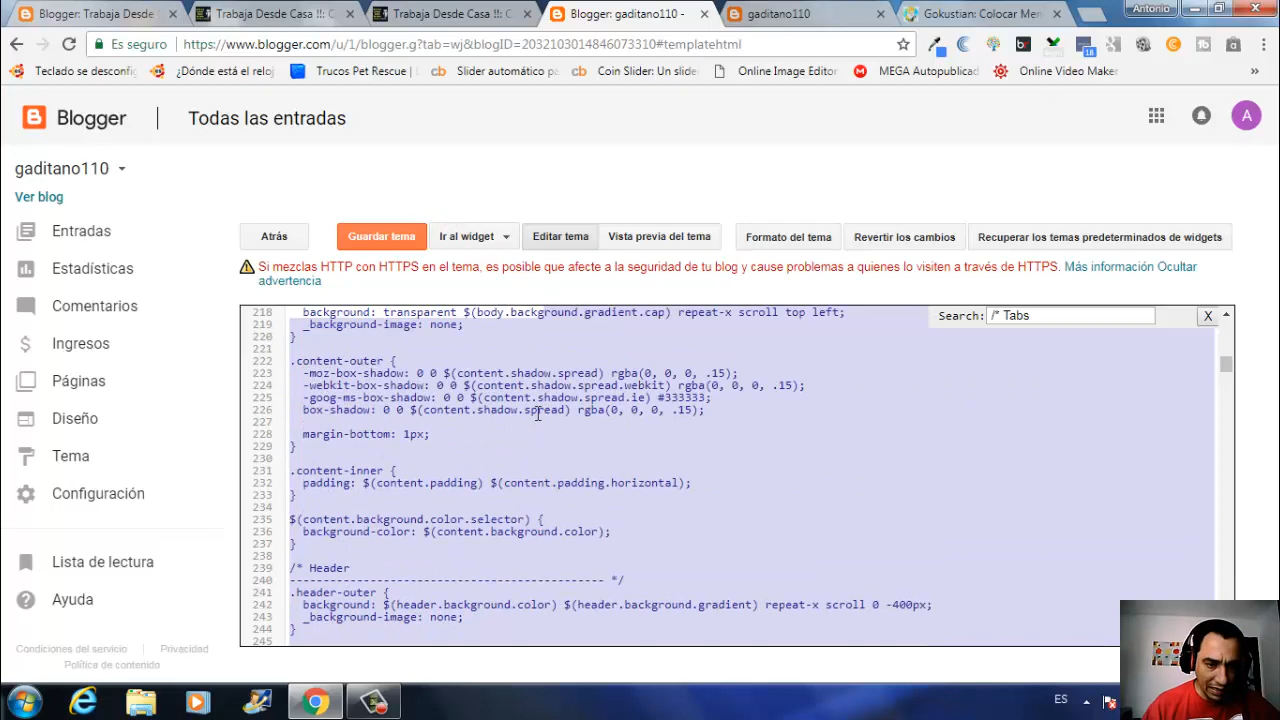 Blogger: Trabaja Desde
Trabaja Desde Casa !!: C
Trabaja Desde Casa !!: C
Blogger: gaditano110 -
gaditano110
Gokustian: Colocar Men
Antonio
Es seguro
https://www.blogger.com/u/1/blogger.g?tab=wj&blogID=2032103014846073310#templatehtml
18
Teclado se desconfig
¿Dónde está el reloj
Trucos Pet Rescue |
Slider automático pa
Coin Slider: Un slide
Online Image Editor
MEGA Autopublicad
Online Video Maker
»
Blogger
Todas las entradas
A
gaditano110
Ver blog
Entradas
Estadísticas
Comentarios
Ingresos
Páginas
Diseño
Tema
Configuración
Lista de lectura
Ayuda
Condiciones del servicio
Privacidad
Política de contenido
Atrás
Guardar tema
Ir al widget
Editar tema
Vista previa del tema
Formato del tema
Revertir los cambios
Recuperar los temas predeterminados de widgets
Si mezclas HTTP con HTTPS en el tema, es posible que afecte a la seguridad de tu blog y cause problemas a quienes lo visiten a través de HTTPS. Más información Ocultar
advertencia
Search: /* Tabs
X
218 background: transparent $(body.background.gradient.cap) repeat-x scroll top left;
219 _background-image: none;
220 }
221
222 .content-outer {
223 -moz-box-shadow: 0 0 $(content.shadow.spread) rgba(0, 0, 0, .15);
224 -webkit-box-shadow: 0 0 $(content.shadow.spread.webkit) rgba(0, 0, 0, .15);
225 -goog-ms-box-shadow: 0 0 $(content.shadow.spread.ie) #333333;
226 box-shadow: 0 0 $(content.shadow.spread) rgba(0, 0, 0, .15);
227
228 margin-bottom: 1px;
229 }
230
231 .content-inner {
232 padding: $(content.padding) $(content.padding.horizontal);
233 }
234
235 $(content.background.color.selector) {
236 background-color: $(content.background.color);
237 }
238
239 /* Header
240 ----------------------------------------------- */
241 .header-outer {
242 background: $(header.background.color) $(header.background.gradient) repeat-x scroll 0 -400px;
243 _background-image: none;
244 }
245
ES